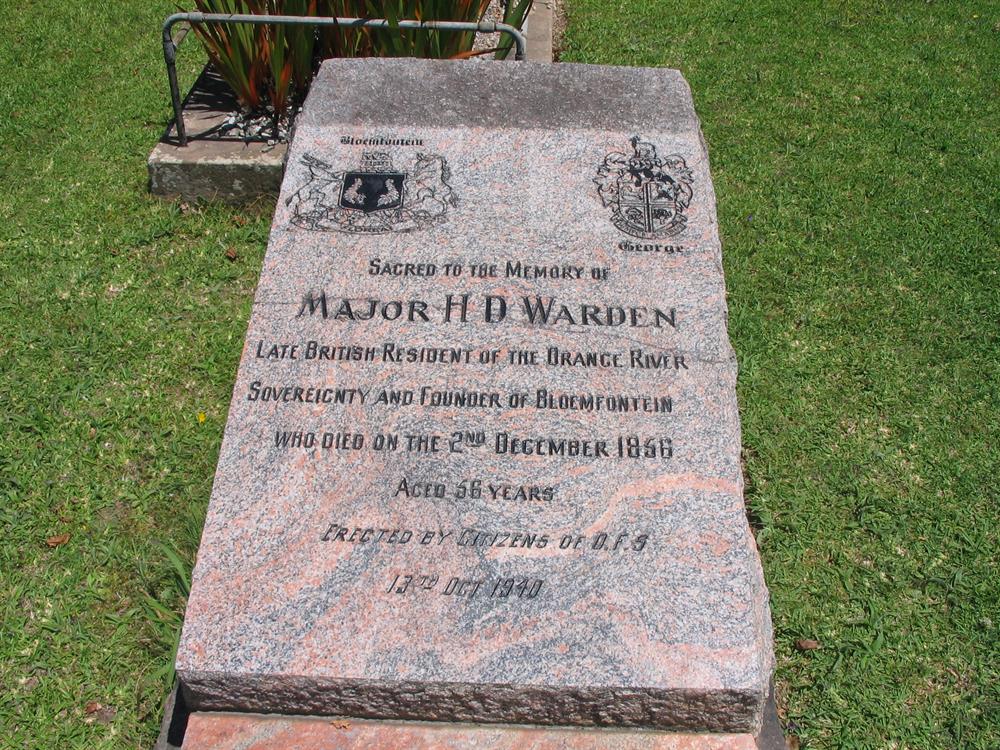 Bloemfontein
George
SACRED TO THE MEMORY OF
MAJOR H D WARDEN
LATE BRITISH RESIDENT OF THE ORANGE RIVER
SOVEREIGNTY AND FOUNDER OF BLOEMFONTEIN
WHO DIED ON THE 2ND DECEMBER 1856
AGED 56 YEARS
ERECTED BY CITIZENS OF O.F.S
13TH OCT 1940